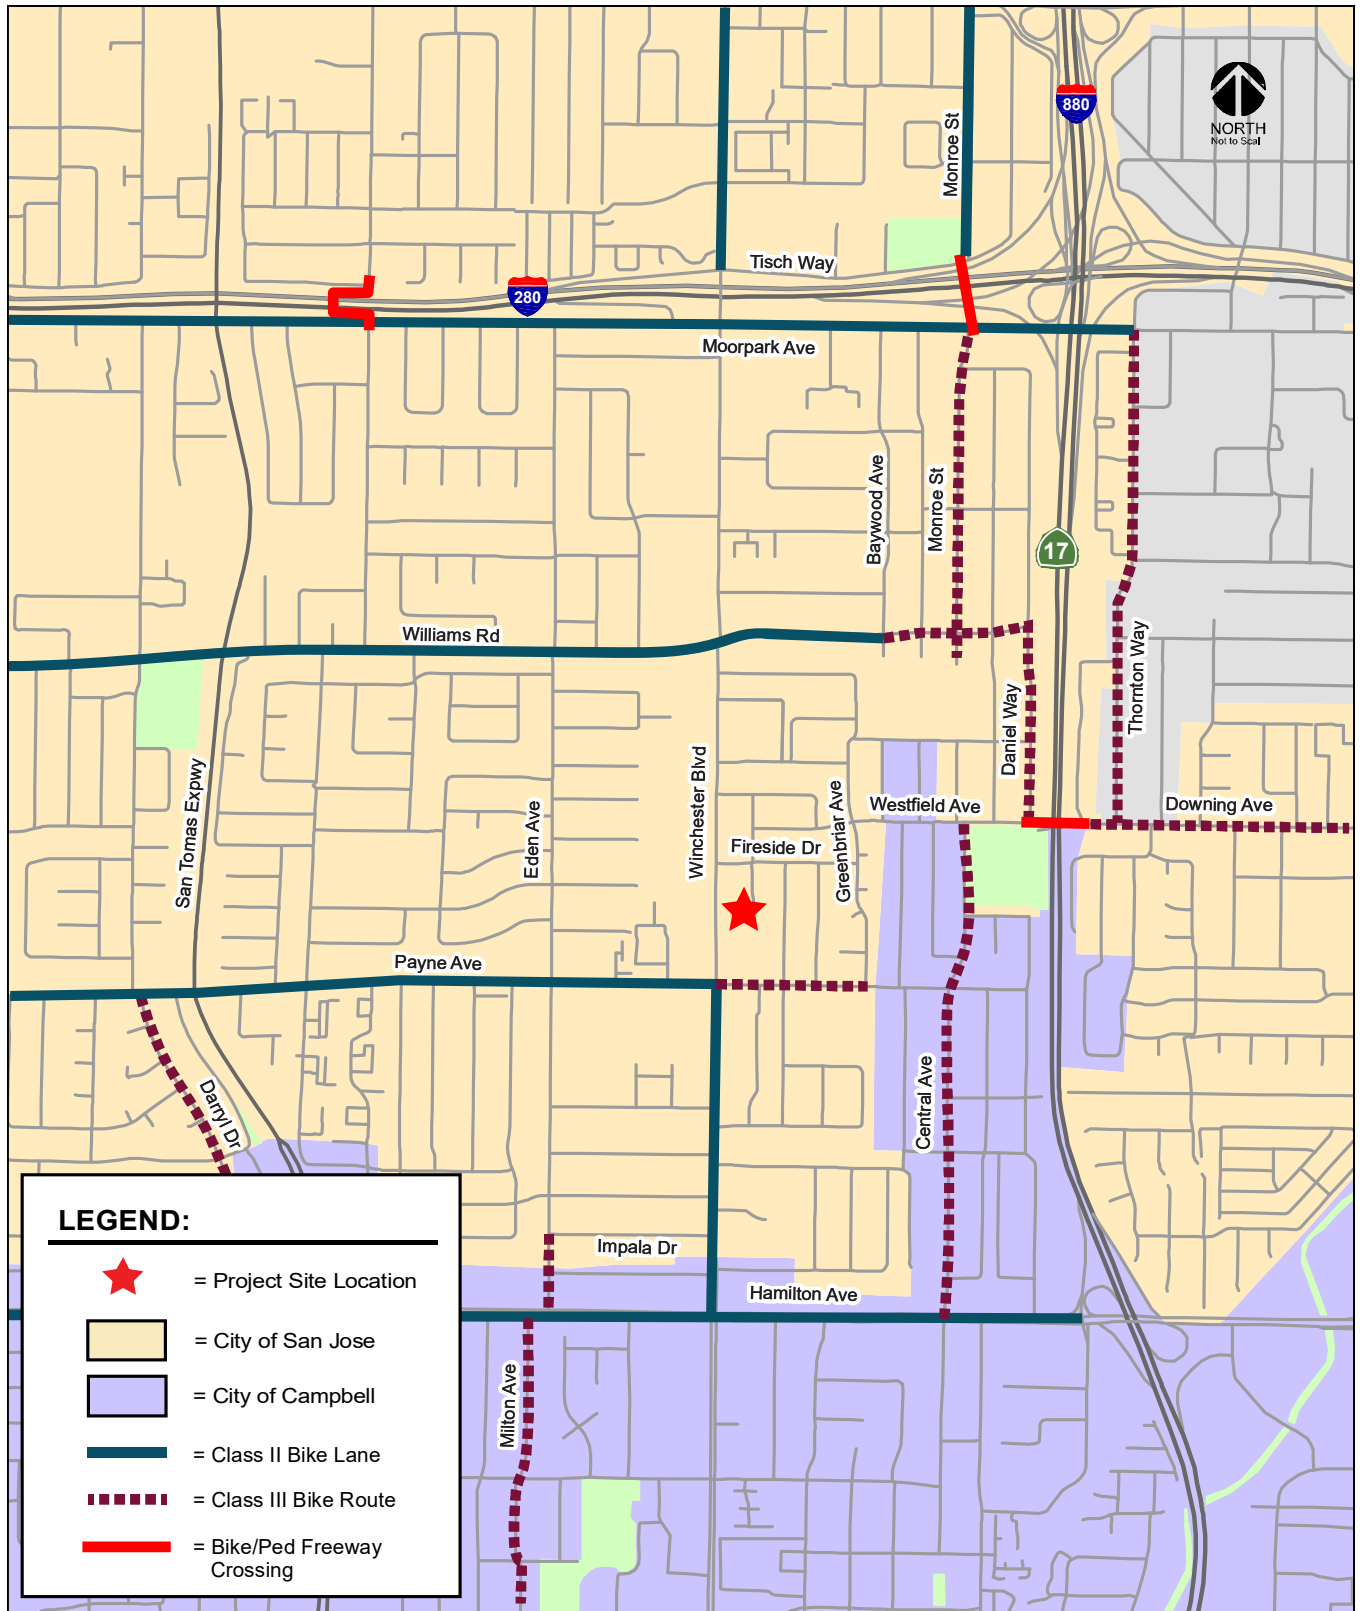 880
NORTH
Not to Scal
Monroe St
Tisch Way
280
Moorpark Ave
Baywood Ave
Monroe St
17
Williams Rd
Thornton Way
Daniel Way
San Tomas Expwy
Winchester Blvd
Eden Ave
Greenbriar Ave
Westfield Ave
Downing Ave
Fireside Dr
Payne Ave
Darryl Dr
Central Ave
Impala Dr
Hamilton Ave
Milton Ave
LEGEND:
= Project Site Location
= City of San Jose
= City of Campbell
= Class II Bike Lane
= Class III Bike Route
= Bike/Ped Freeway
Crossing